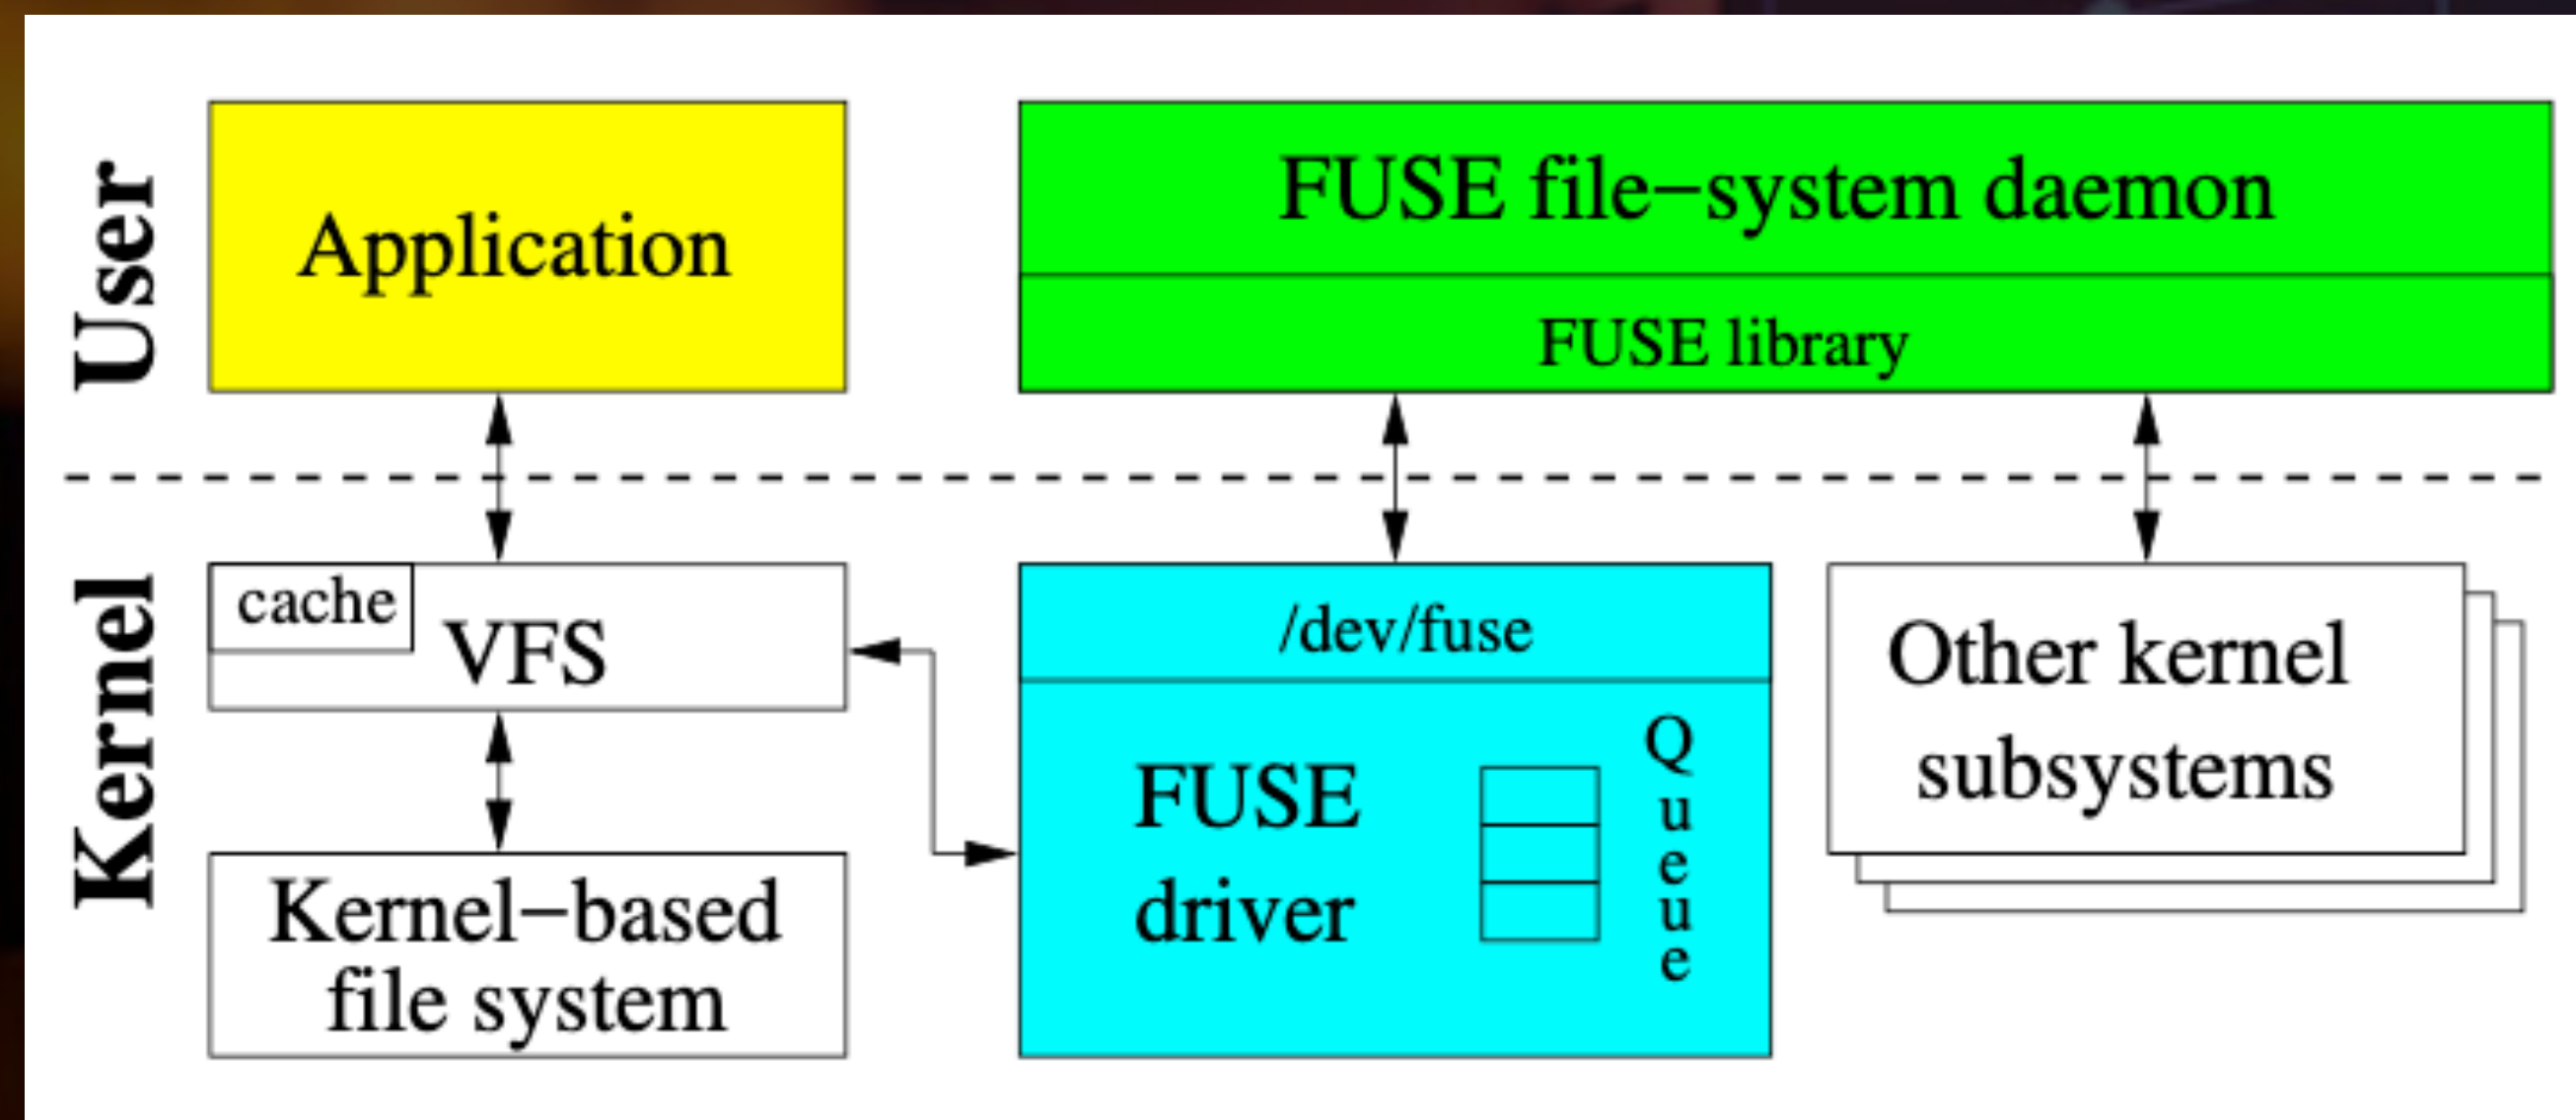 User
Application
FUSE file-system daemon
FUSE library
Kernel
cache
VFS
/dev/fuse
FUSE
driver
Queue
Other kernel
subsystems
Kernel-based
file system